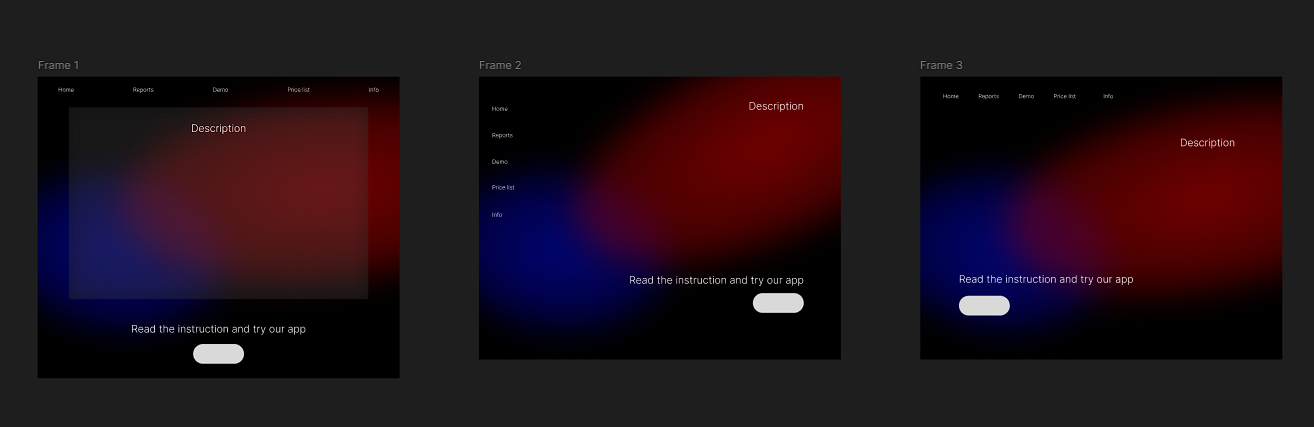 Frame 1
Home Reports Demo Price list Info
Description
Read the instruction and try our app
Frame 2
Description
Home
Reports
Demo
Price list
Info
Read the instruction and try our app
Frame 3
Home Reports Demo Price list Info
Description
Read the instruction and try our app